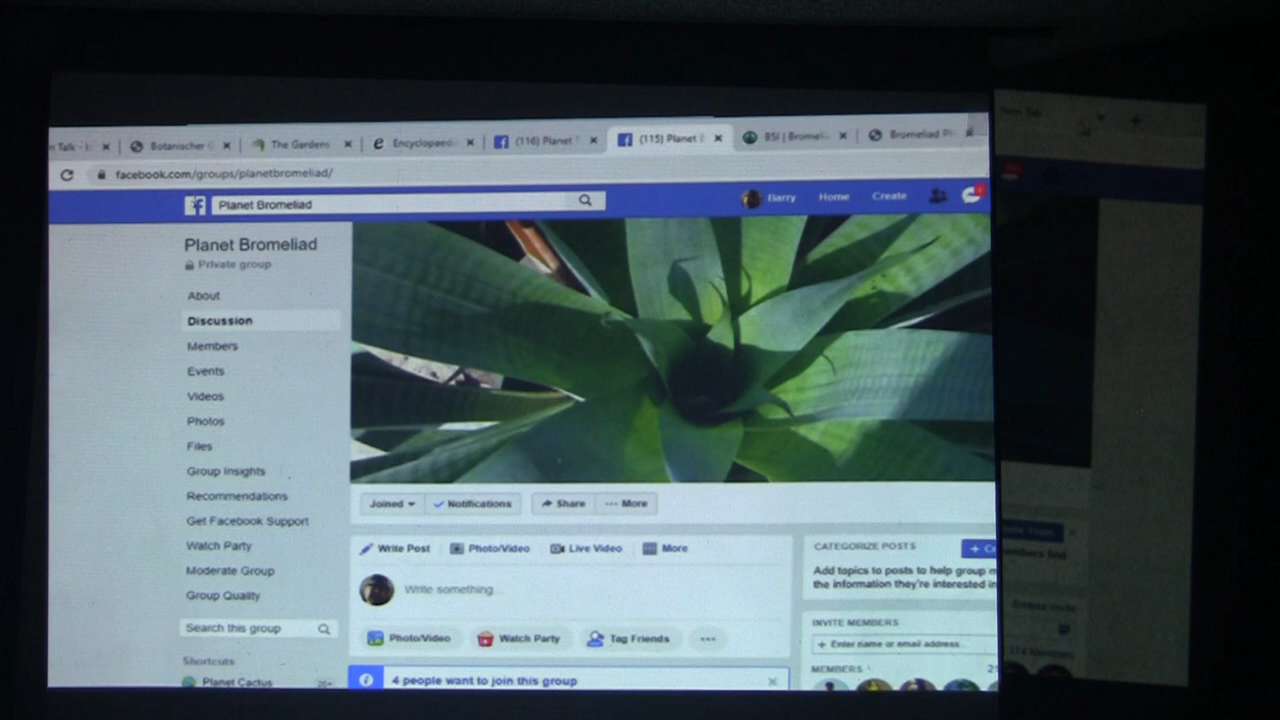 Talk - I
Botanischer G
The Gardens
Encyclopaed
(116) Planet
(115) Planet B
BSI | Bromeli
Bromeliad Ph
facebook.com/groups/planetbromeliad/
Planet Bromeliad
Barry
Home
Create
Planet Bromeliad
Private group
About
Discussion
Members
Events
Videos
Photos
Files
Group Insights
Recommendations
Get Facebook Support
Watch Party
Moderate Group
Group Quality
Search this group
Shortcuts
Planet Cactus 20+
Joined
Notifications
Share
More
Write Post
Photo/Video
Live Video
More
Write something...
Photo/Video
Watch Party
Tag Friends
4 people want to join this group
CATEGORIZE POSTS
Add topics to posts to help group m
the information they're interested in
INVITE MEMBERS
+ Enter name or email address...
MEMBERS